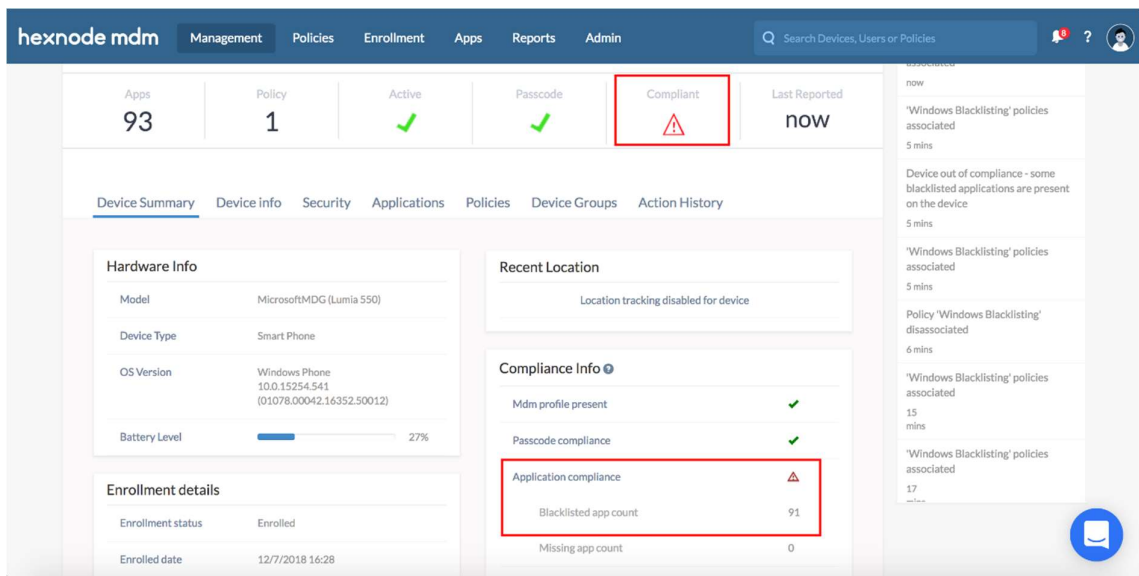 hexnode mdm Management Policies Enrollment Apps Reports Admin Search Devices, Users or Policies 8 ?
Apps Policy Active Passcode Compliant Last Reported
93 1 now
Device Summary Device info Security Applications Policies Device Groups Action History
Hardware Info
Model MicrosoftMDG (Lumia 550)
Device Type Smart Phone
OS Version Windows Phone
10.0.15254.541
(01078.00042.16352.50012)
Battery Level 27%
Enrollment details
Enrollment status Enrolled
Enrolled date 12/7/2018 16:28
Recent Location
Location tracking disabled for device
Compliance Info ?
Mdm profile present
Passcode compliance
Application compliance
Blacklisted app count 91
Missing app count 0
associated
now
'Windows Blacklisting' policies
associated
5 mins
Device out of compliance - some
blacklisted applications are present
on the device
5 mins
'Windows Blacklisting' policies
associated
5 mins
Policy 'Windows Blacklisting'
disassociated
6 mins
'Windows Blacklisting' policies
associated
15
mins
'Windows Blacklisting' policies
associated
17
mins